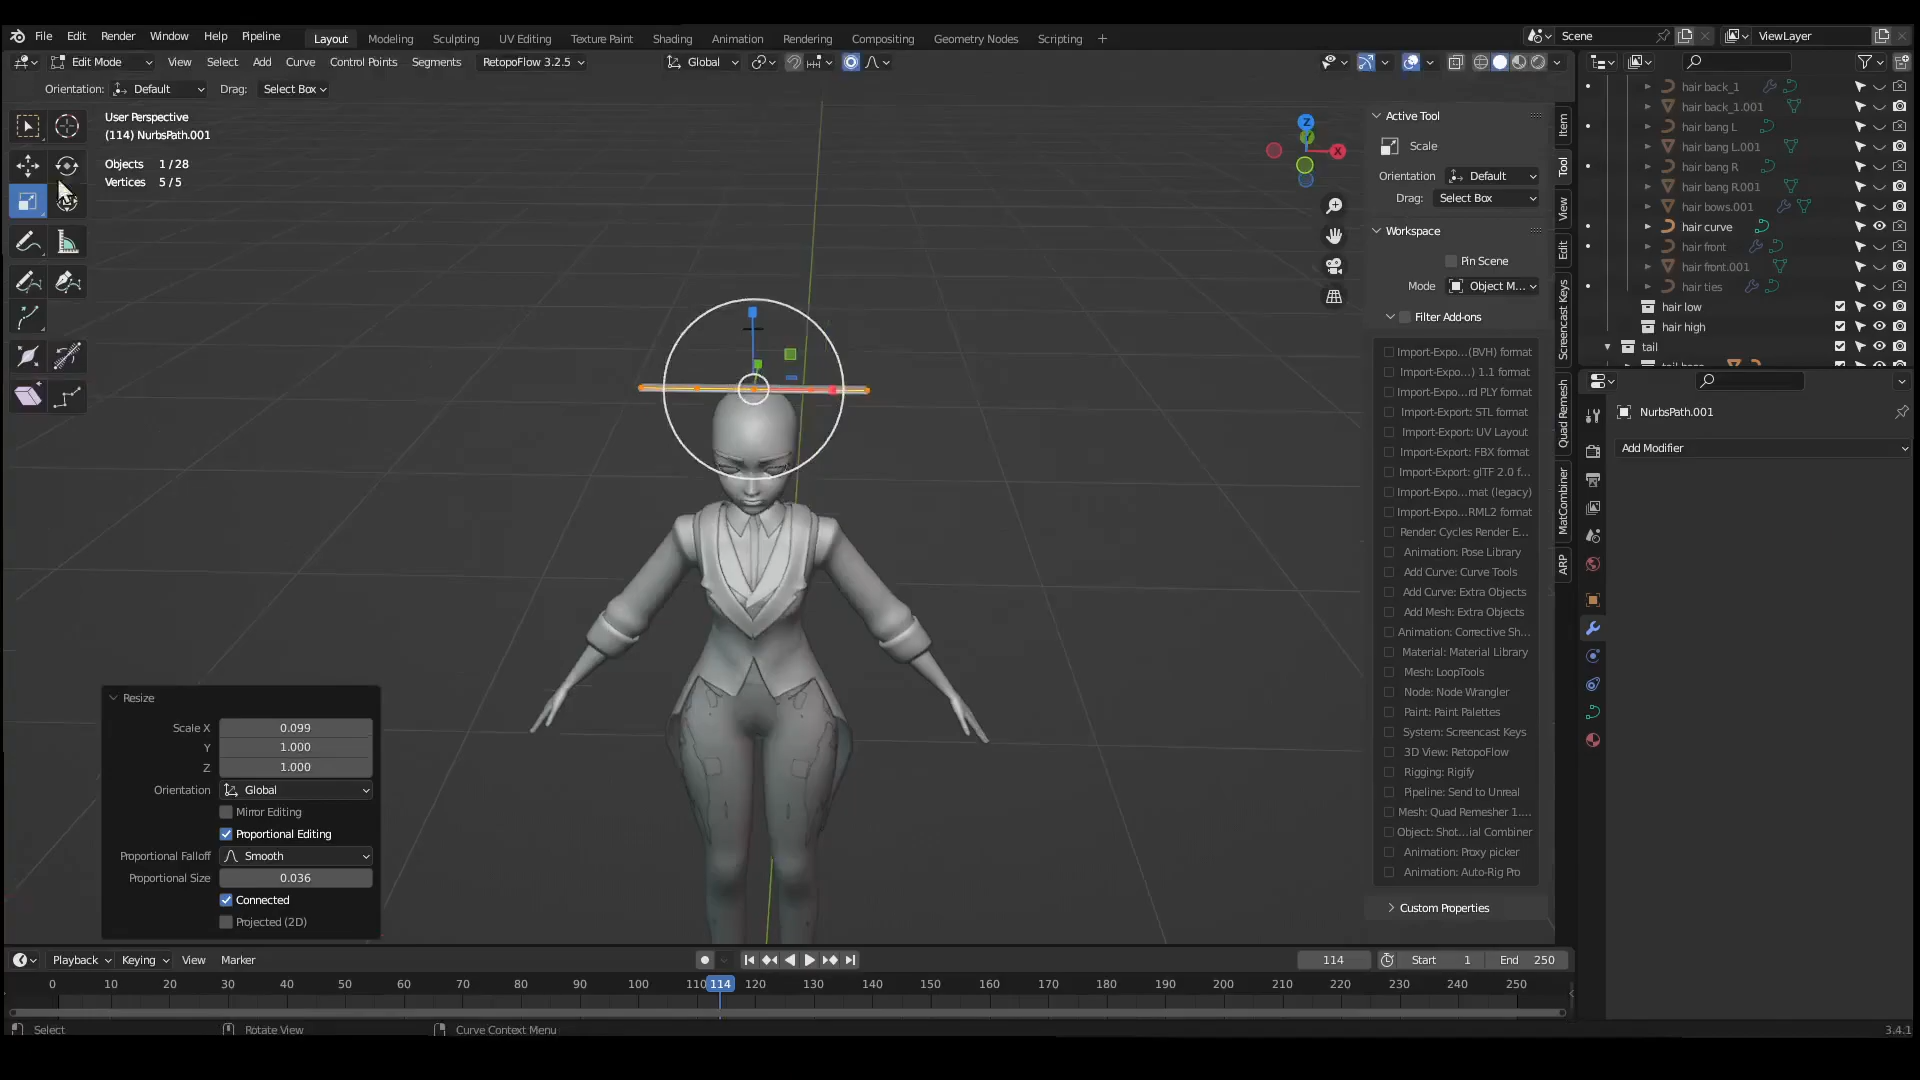 File Edit Render Window Help Pipeline Layout Modeling Sculpting UV Editing Texture Paint Shading Animation Rendering Compositing Geometry Nodes Scripting + Scene ViewLayer
Edit Mode View Select Add Curve Control Points Segments RetopoFlow 3.2.5 Global
Orientation: Default Drag: Select Box
User Perspective
(114) NurbsPath.001
Objects 1 / 28
Vertices 5 / 5
Z
X
Active Tool
Scale
Orientation Default
Drag: Select Box
Workspace
Pin Scene
Mode Object M...
Filter Add-ons
Import-Expo...(BVH) format
Import-Expo...) 1.1 format
Import-Expo...rd PLY format
Import-Export: STL format
Import-Export: UV Layout
Import-Export: FBX format
Import-Export: glTF 2.0 f...
Import-Expo...mat (legacy)
Import-Expo...RML2 format
Render: Cycles Render E...
Animation: Pose Library
Add Curve: Curve Tools
Add Curve: Extra Objects
Add Mesh: Extra Objects
Animation: Corrective Sh...
Material: Material Library
Mesh: LoopTools
Node: Node Wrangler
Paint: Paint Palettes
System: Screencast Keys
3D View: RetopoFlow
Rigging: Rigify
Pipeline: Send to Unreal
Mesh: Quad Remesher 1....
Object: Shot...ial Combiner
Animation: Proxy picker
Animation: Auto-Rig Pro
Custom Properties
Item
Tool
View
Edit
Screencast Keys
Quad Remesh
MatCombiner
ARP
hair back_1
hair back_1.001
hair bang L
hair bang L.001
hair bang R
hair bang R.001
hair bows.001
hair curve
hair front
hair front.001
hair ties
hair low
hair high
tail
NurbsPath.001
Add Modifier
Resize
Scale X 0.099
Y 1.000
Z 1.000
Orientation Global
Mirror Editing
Proportional Editing
Proportional Falloff Smooth
Proportional Size 0.036
Connected
Projected (2D)
Playback Keying View Marker 114 Start 1 End 250
0 10 20 30 40 50 60 70 80 90 100 110 114 120 130 140 150 160 170 180 190 200 210 220 230 240 250
Select Rotate View Curve Context Menu 3.4.1